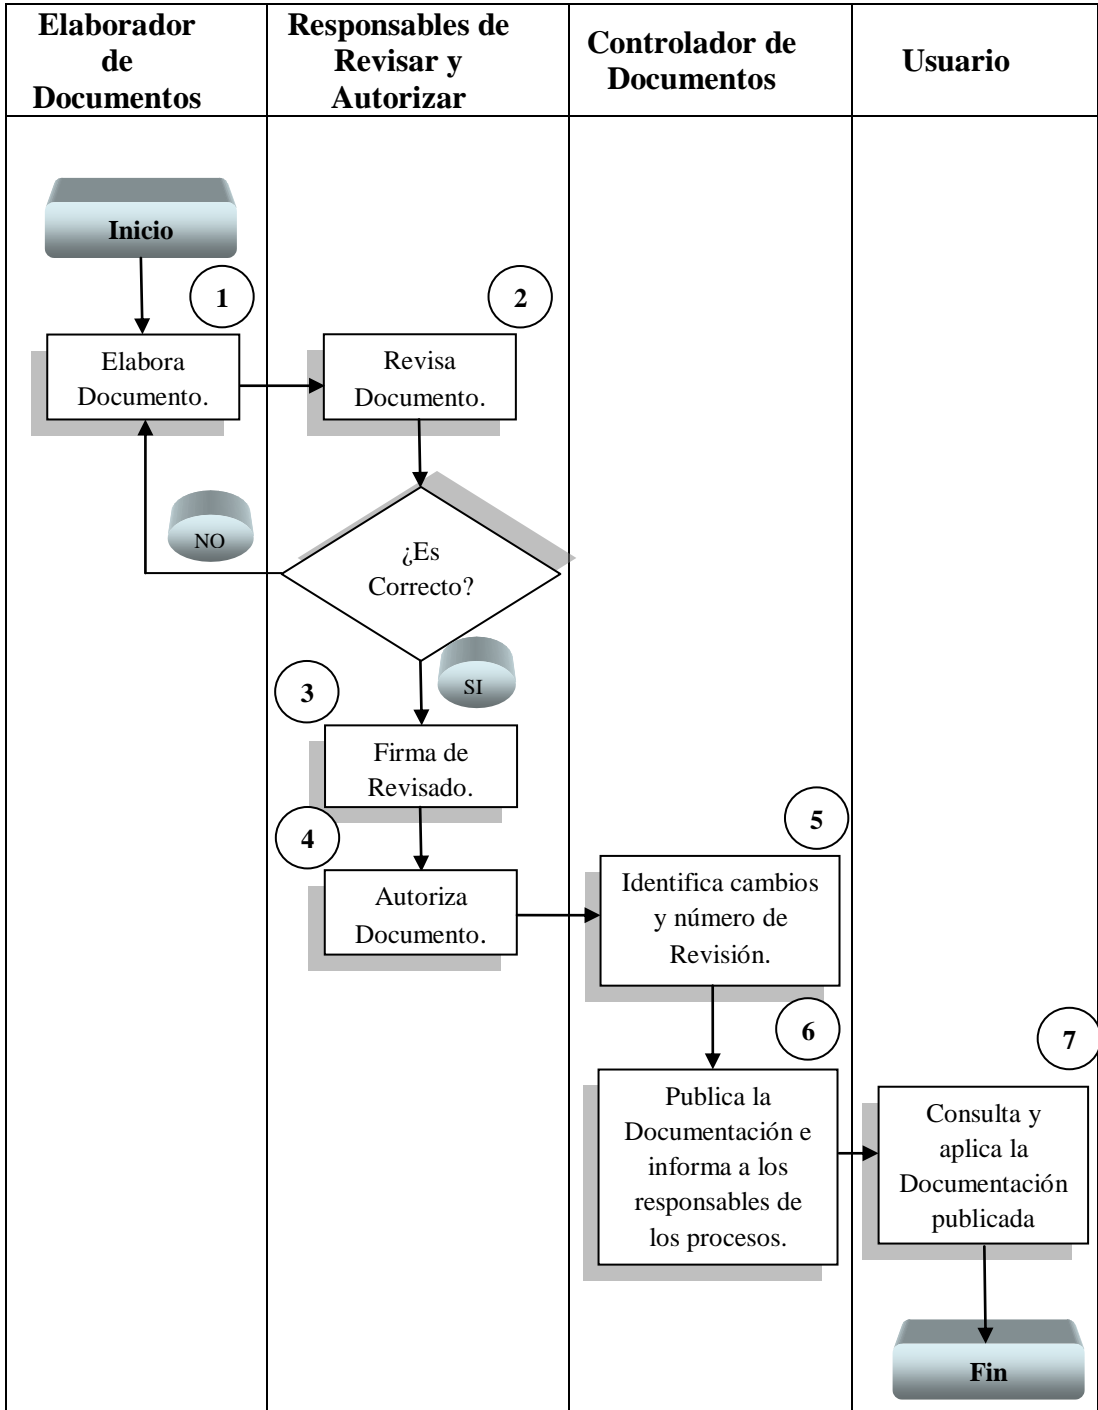 Elaborador
de
Documentos
Responsables de
Revisar y
Autorizar
Controlador de
Documentos
Usuario
Inicio
1
2
Elabora
Documento.
Revisa
Documento.
NO
¿Es
Correcto?
SI
3
Firma de
Revisado.
4
Autoriza
Documento.
5
Identifica cambios
y número de
Revisión.
6
Publica la
Documentación e
informa a los
responsables de
los procesos.
7
Consulta y
aplica la
Documentación
publicada
Fin